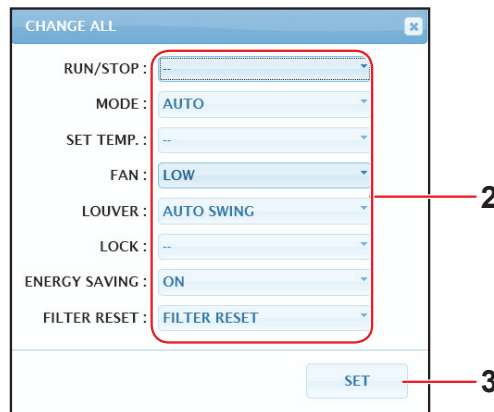 CHANGE ALL
RUN/STOP : --
MODE : AUTO
SET TEMP. : --
FAN : LOW
LOUVER : AUTO SWING
LOCK : --
ENERGY SAVING : ON
FILTER RESET : FILTER RESET
2
SET
3